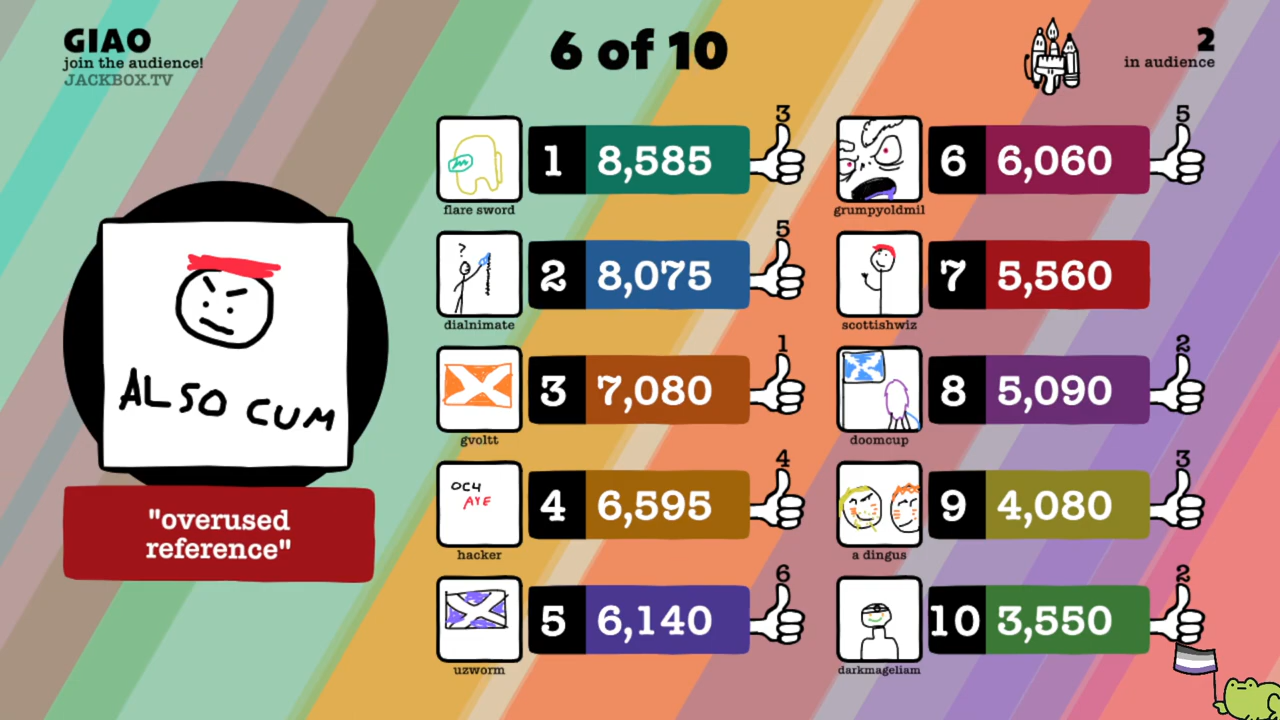 GIAO
join the audience!
JACKBOX.TV
6 of 10
2
in audience
ALSO CUM
"overused
reference"
3
1 8,585
flare sword
5
?
2 8,075
dialnimate
1
3 7,080
gvoltt
4
OC4
AYE
4 6,595
hacker
6
5 6,140
uzworm
5
6 6,060
grumpyoldmil
7 5,560
scottishwiz
2
8 5,090
doomcup
3
9 4,080
a dingus
2
10 3,550
darkmageliam